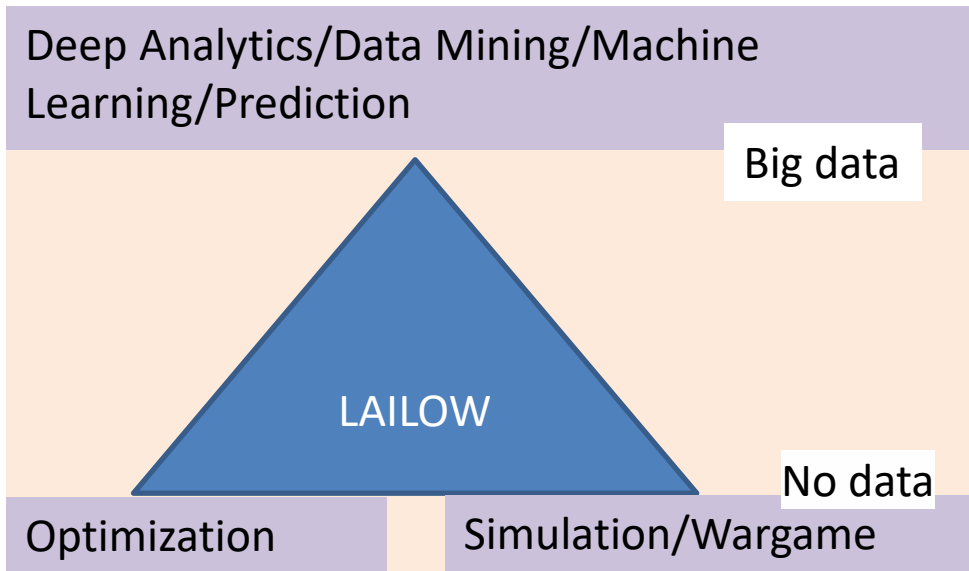 Deep Analytics/Data Mining/Machine
Learning/Prediction
Big data
LAILOW
No data
Optimization
Simulation/Wargame